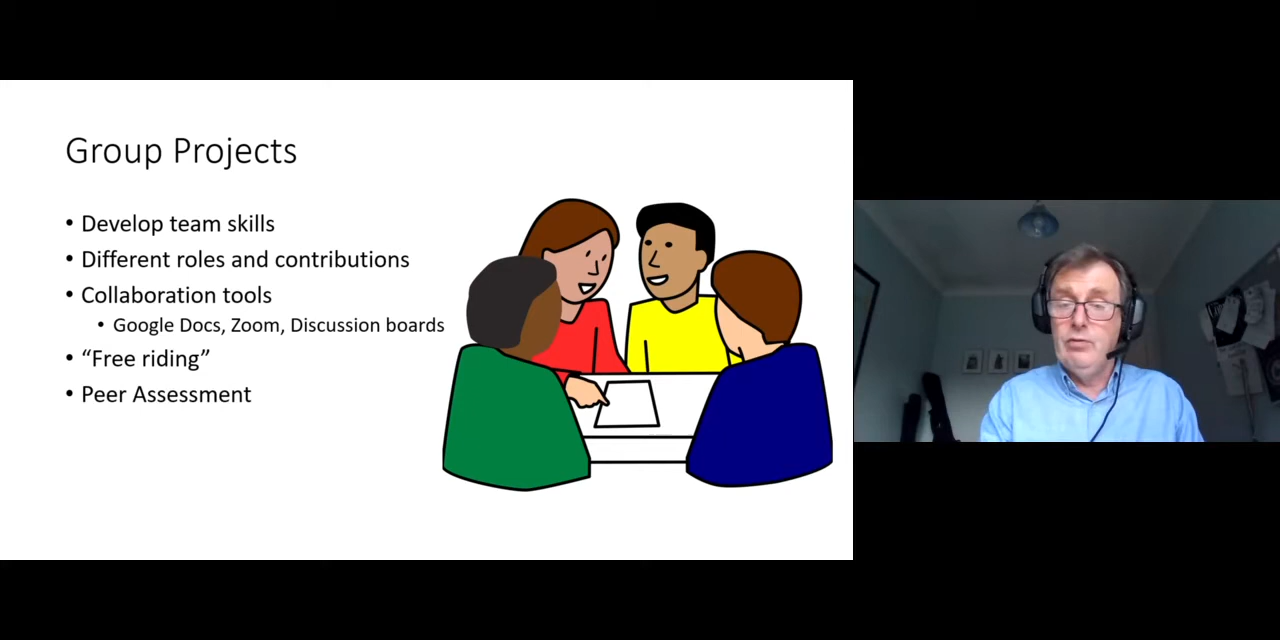 Group Projects
• Develop team skills
• Different roles and contributions
• Collaboration tools
• Google Docs, Zoom, Discussion boards
• “Free riding”
• Peer Assessment